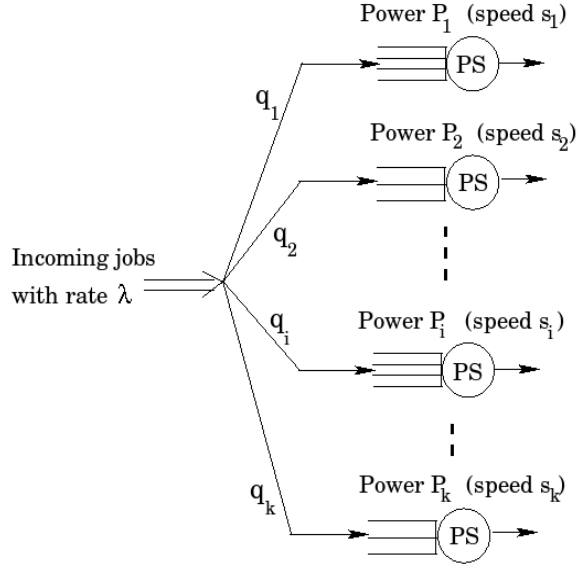 Power P₁ (speed s₁)
PS
q₁
Power P₂ (speed s₂)
PS
q₂
Incoming jobs
with rate λ
Power Pᵢ (speed sᵢ)
qᵢ
PS
Power Pₖ (speed sₖ)
qₖ
PS